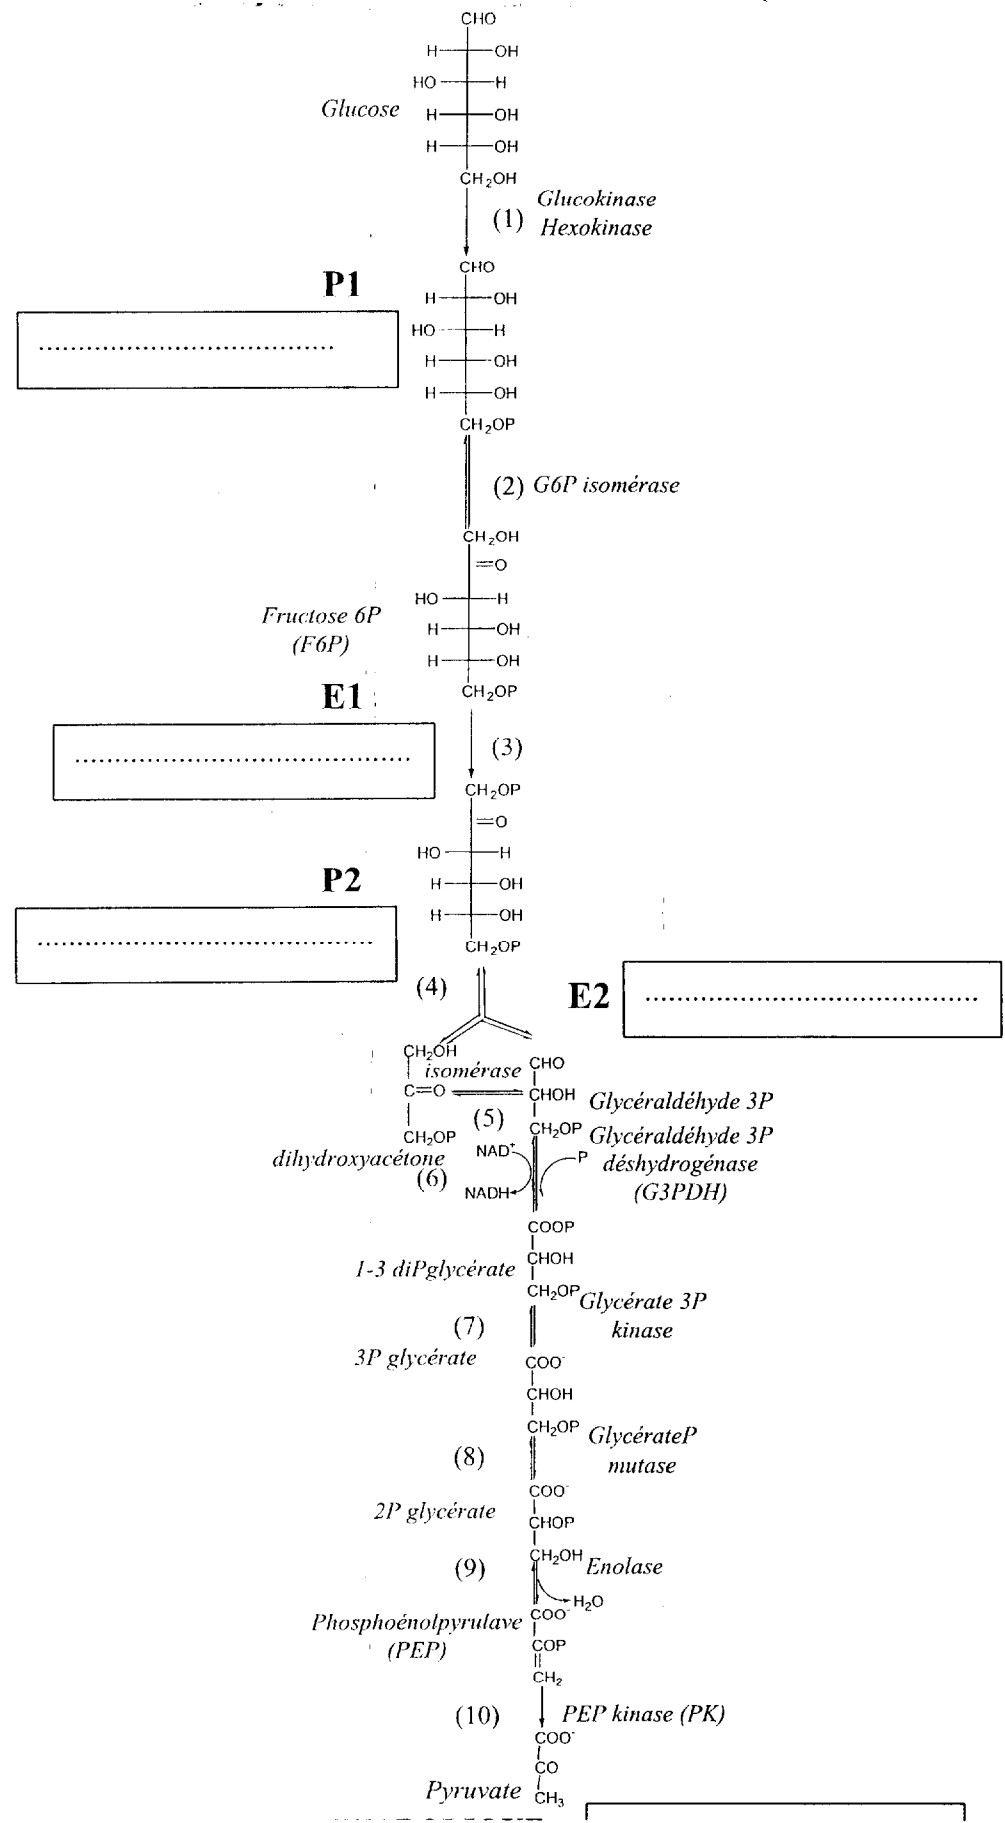 CHO
H OH
HO H
Glucose
H OH
H OH
CH2OH
(1)
Glucokinase
Hexokinase
CHO
P1
H OH
HO H
..................................
H OH
H OH
CH2OP
(2) G6P isomérase
CH2OH
=O
HO H
Fructose 6P
(F6P)
H OH
H OH
CH2OP
E1
(3)
......................................
CH2OP
=O
HO H
P2
H OH
H OH
......................................
CH2OP
(4)
E2
......................................
CH2OH
isomérase
CHO
C=O
CHOH
Glycéraldéhyde 3P
(5)
CH2OP
CH2OP
Glycéraldéhyde 3P
déshydrogénase
(G3PDH)
dihydroxyacétone
(6)
NAD+
P
NADH
COOP
1-3 diPglycérate
CHOH
CH2OP
Glycérate 3P
kinase
(7)
3P glycérate
COO-
CHOH
CH2OP
GlycérateP
mutase
(8)
COO-
2P glycérate
CHOP
CH2OH
Enolase
(9)
H2O
COO-
Phosphoénolpyrulave
(PEP)
COP
CH2
(10)
PEP kinase (PK)
COO-
CO
Pyruvate
CH3